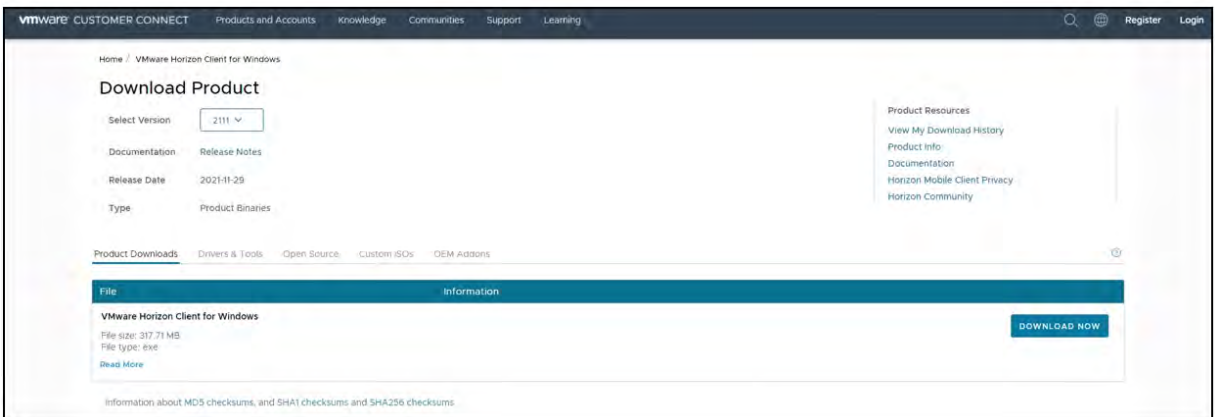 vmware CUSTOMER CONNECT Products and Accounts Knowledge Communities Support Learning Register Login
Home / VMware Horizon Client for Windows
Download Product
Select Version 2111
Documentation Release Notes
Release Date 2021-11-29
Type Product Binaries
Product Resources
View My Download History
Product Info
Documentation
Horizon Mobile Client Privacy
Horizon Community
Product Downloads Drivers & Tools Open Source Custom ISOs OEM Addons
File Information
VMware Horizon Client for Windows
File size: 317.71 MB
File type: exe
Read More
DOWNLOAD NOW
Information about MD5 checksums, and SHA1 checksums and SHA256 checksums